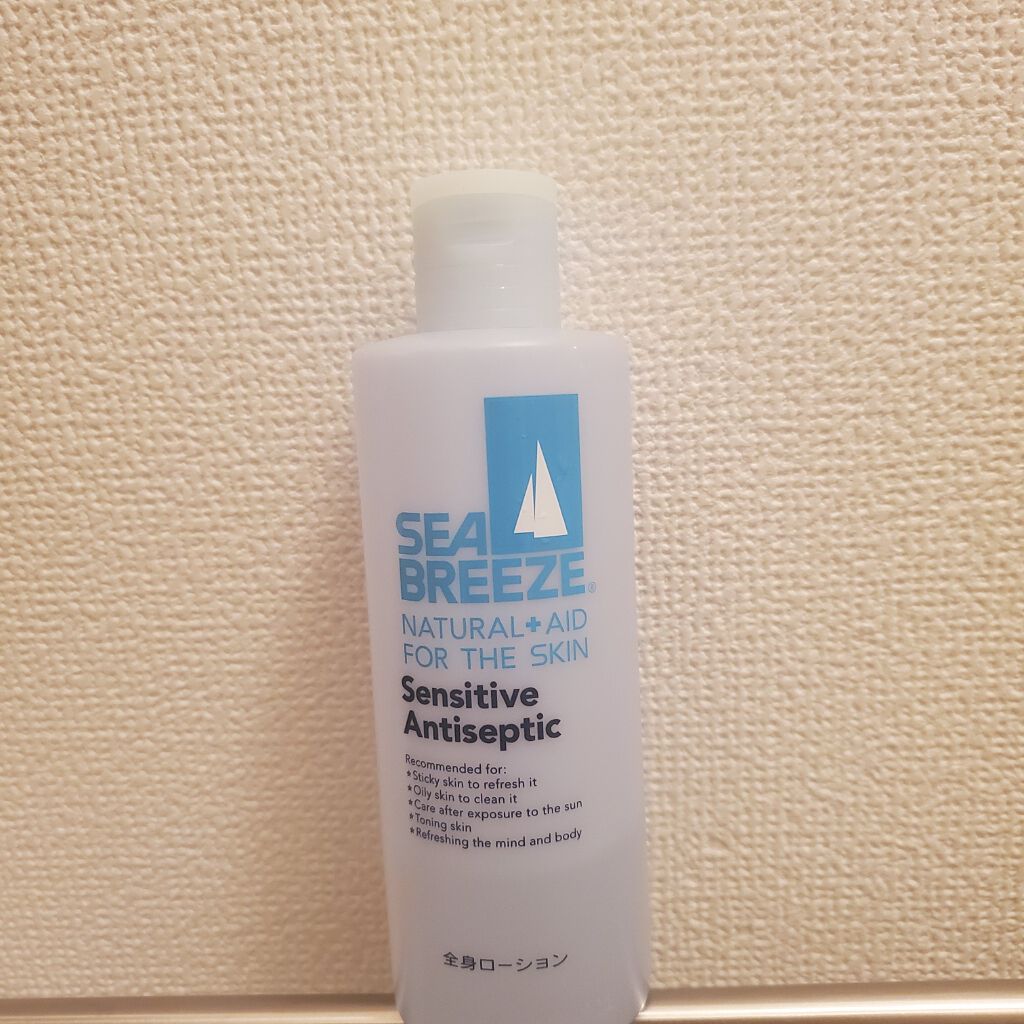 SEA
BREEZE®
NATURAL+AID
FOR THE SKIN
Sensitive
Antiseptic
Recommended for:
*Sticky skin to refresh it
*Oily skin to clean it
*Care after exposure to the sun
*Toning skin
*Refreshing the mind and body
全身ローション